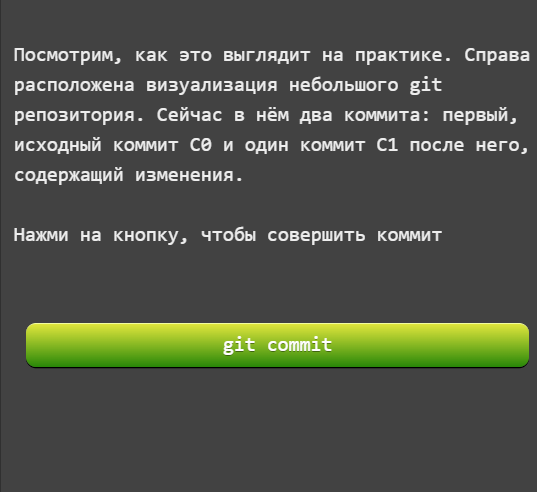 Посмотрим, как это выглядит на практике. Справа
расположена визуализация небольшого git
репозитория. Сейчас в нём два коммита: первый,
исходный коммит C0 и один коммит C1 после него,
содержащий изменения.
Нажми на кнопку, чтобы совершить коммит
git commit